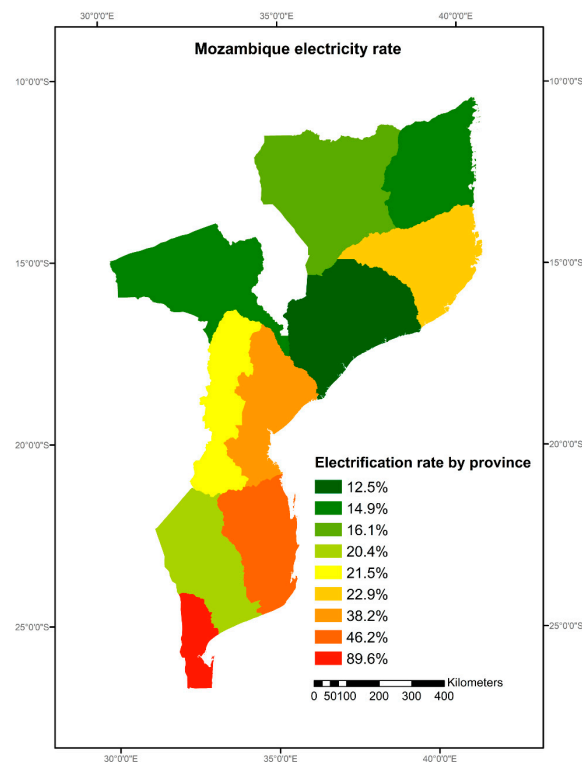 30°0'0"E 35°0'0"E 40°0'0"E
Mozambique electricity rate
10°0'0"S 10°0'0"S
15°0'0"S 15°0'0"S
20°0'0"S 20°0'0"S
Electrification rate by province
12.5%
14.9%
16.1%
20.4%
21.5%
22.9%
38.2%
46.2%
89.6%
25°0'0"S 25°0'0"S
Kilometers
0 50100 200 300 400
30°0'0"E 35°0'0"E 40°0'0"E